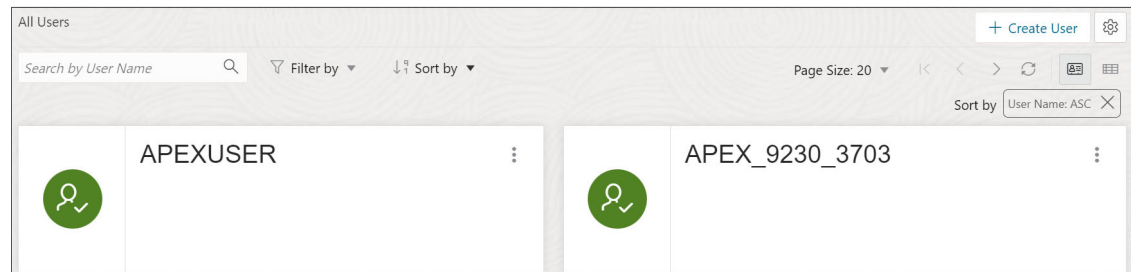 All Users
+ Create User
Search by User Name
Filter by
Sort by
Page Size: 20
Sort by User Name: ASC
APEXUSER
APEX_9230_3703